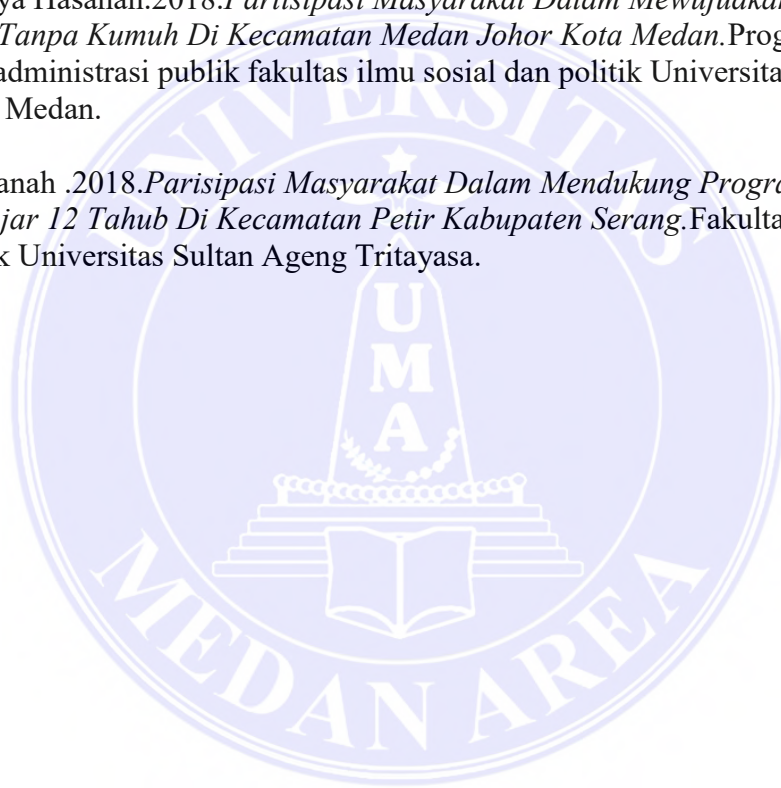 ya Hasanah.2018.Partisipasi Masyarakat Dalam Mewujudkan
Tanpa Kumuh Di Kecamatan Medan Johor Kota Medan.Prog
administrasi publik fakultas ilmu sosial dan politik Universita
Medan.
anah .2018.Parisipasi Masyarakat Dalam Mendukung Progra
jar 12 Tahub Di Kecamatan Petir Kabupaten Serang.Fakulta
k Universitas Sultan Ageng Tritayasa.
UNIVERSITAS
UMA
MEDAN AREA